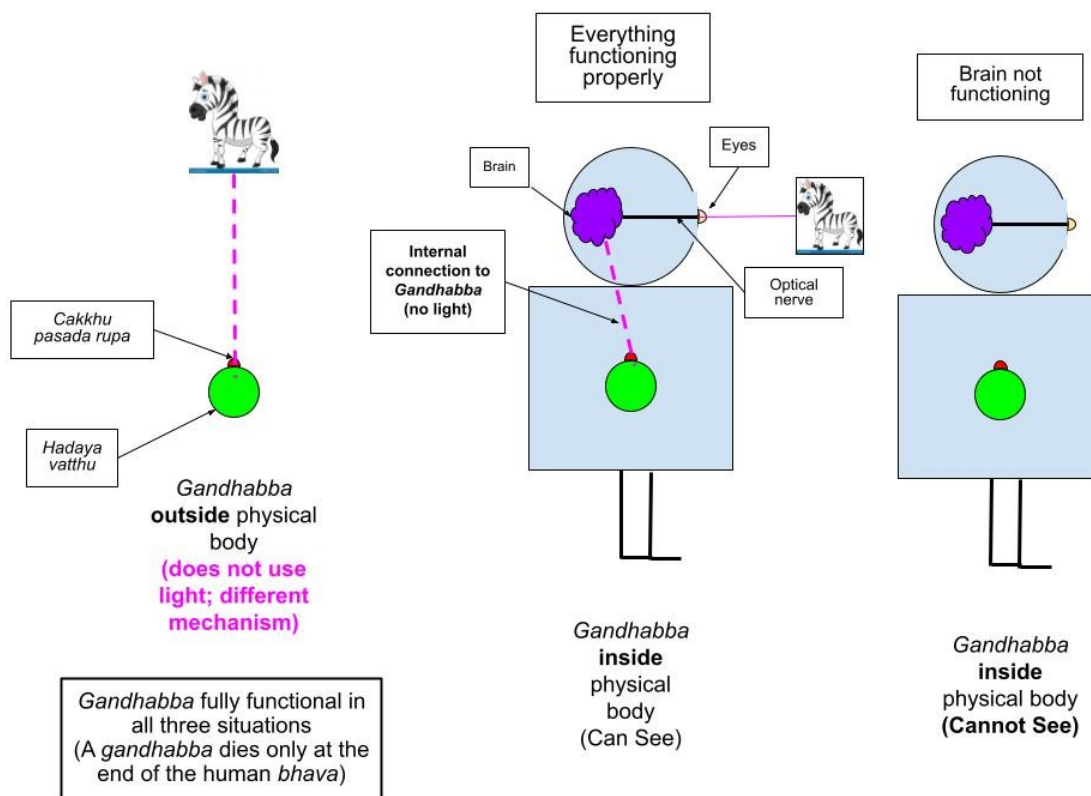 Cakkhu
pasada rupa
Hadaya
vatthu
Gandhabba
outside physical
body
(does not use
light; different
mechanism)
Gandhabba fully functional in
all three situations
(A gandhabba dies only at the
end of the human bhava)
Everything
functioning
properly
Brain
Eyes
Internal
connection to
Gandhabba
(no light)
Optical
nerve
Gandhabba
inside
physical
body
(Can See)
Brain not
functioning
Gandhabba
inside
physical body
(Cannot See)